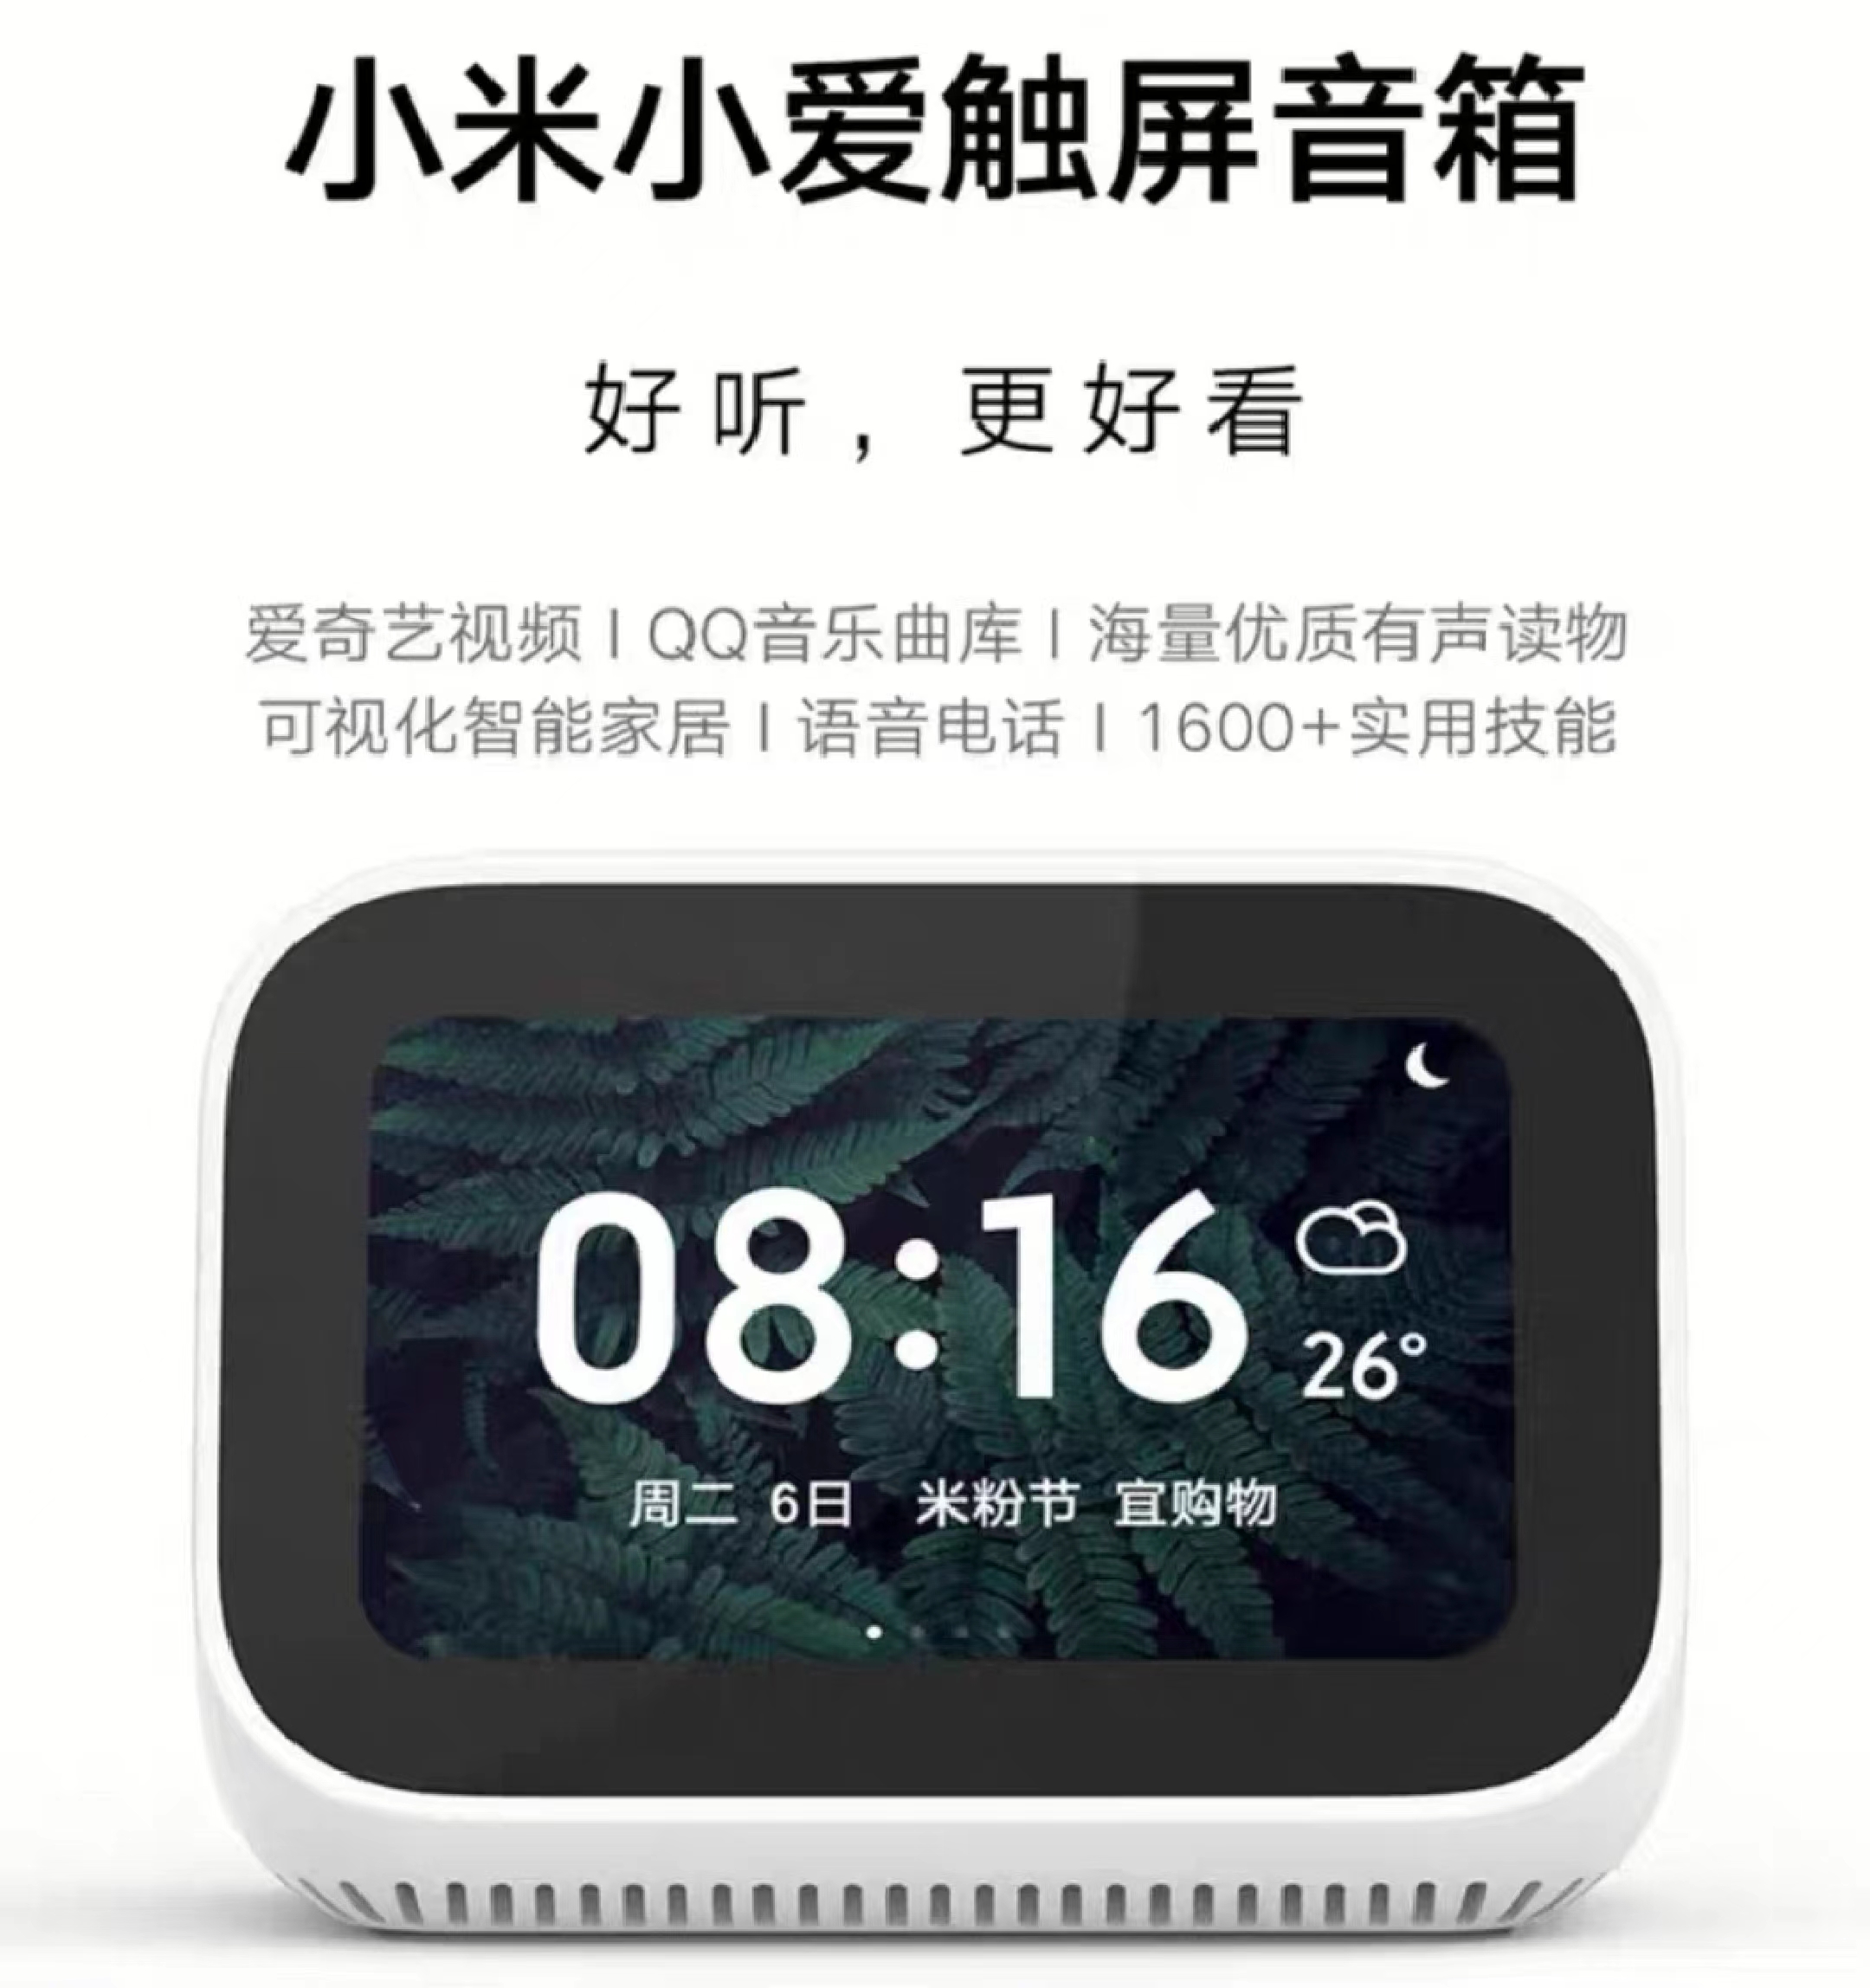 小米小爱触屏音箱
好听，更好看
爱奇艺视频 | QQ音乐曲库 | 海量优质有声读物
可视化智能家居 | 语音电话 | 1600+实用技能
08:16
26°
周二 6日 米粉节 宜购物